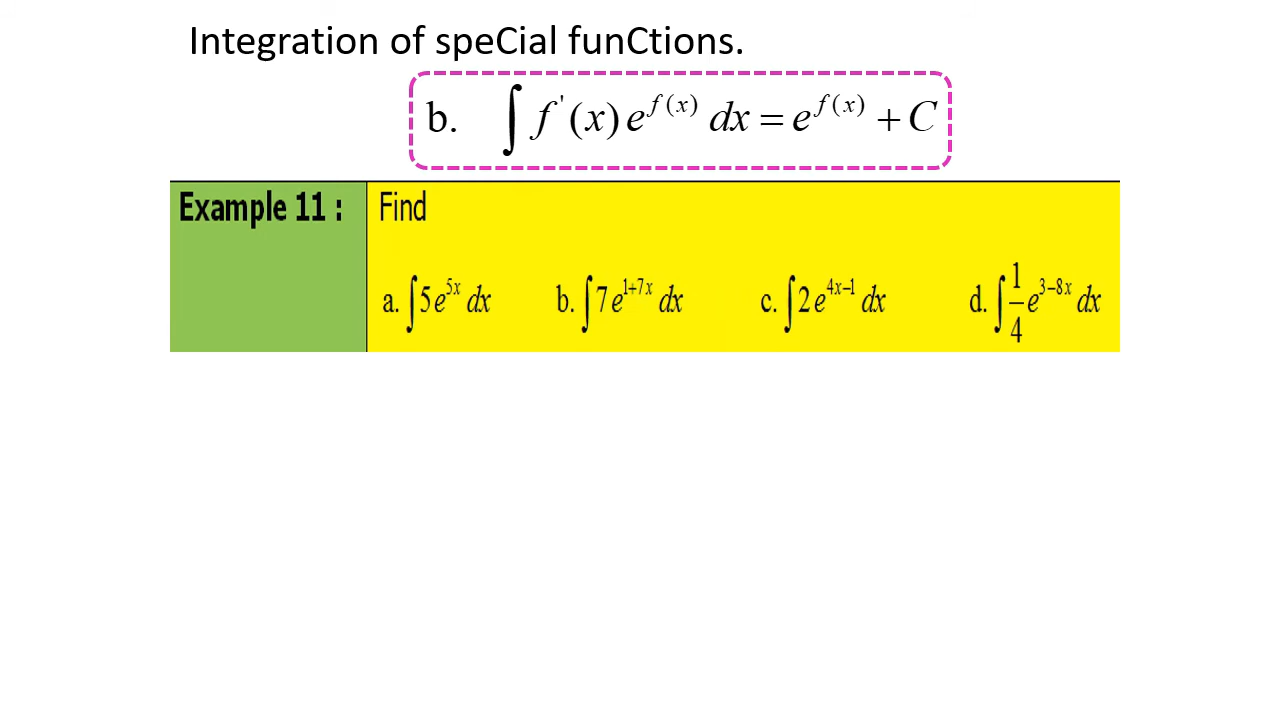 Integration of speCial funCtions.
b. ∫ f'(x) e^{f(x)} dx = e^{f(x)} + C
Example 11 : Find
a. ∫ 5e^{5x} dx b. ∫ 7e^{1+7x} dx c. ∫ 2e^{4x−1} dx d. ∫ \frac{1}{4} e^{3−8x} dx